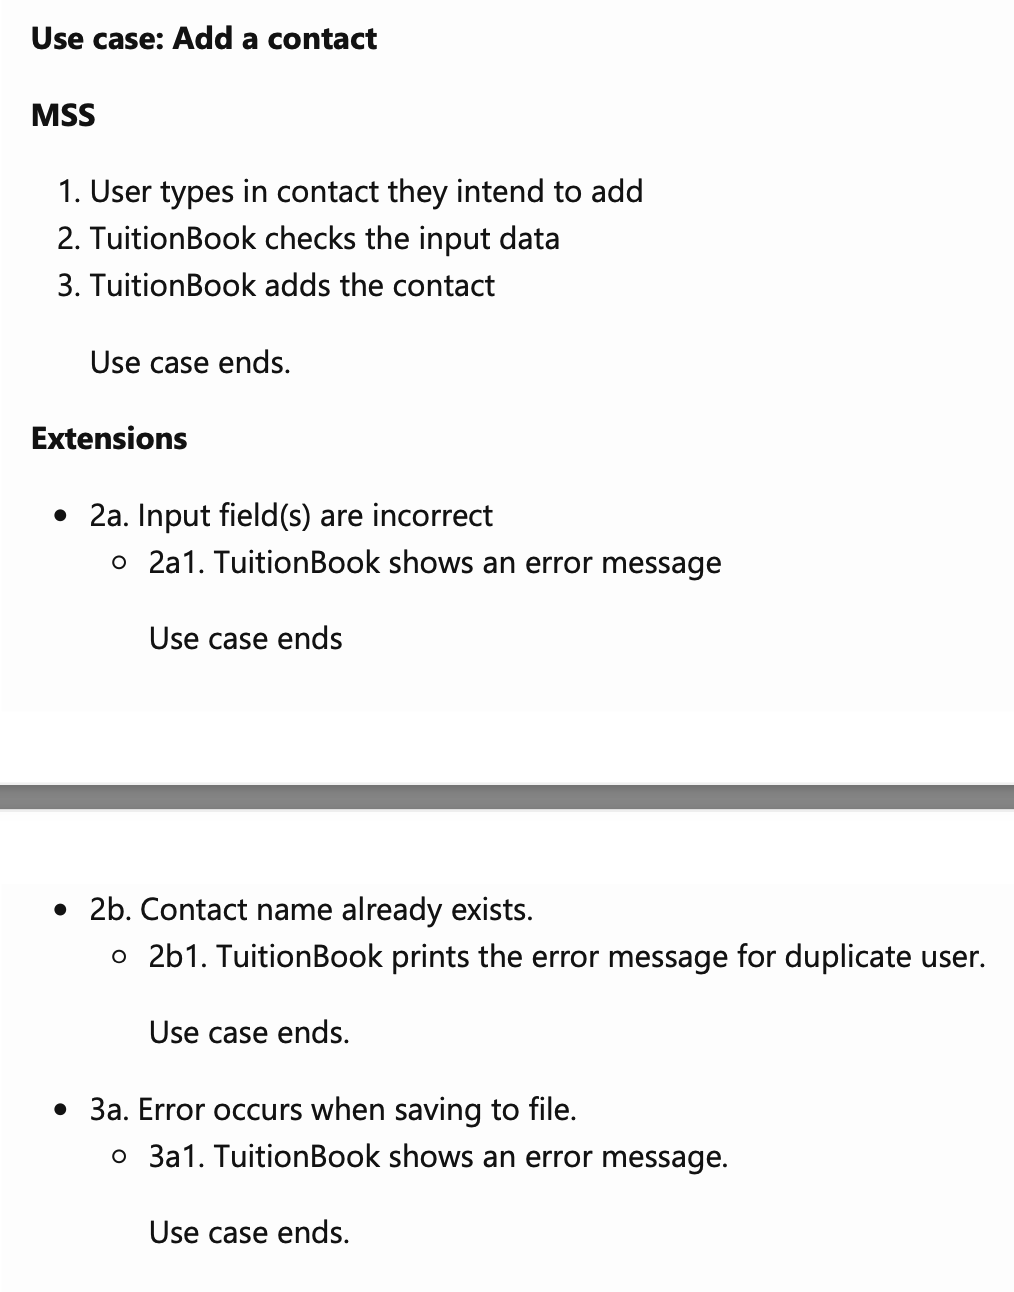 Use case: Add a contact
MSS
1. User types in contact they intend to add
2. TuitionBook checks the input data
3. TuitionBook adds the contact
Use case ends.
Extensions
• 2a. Input field(s) are incorrect
○ 2a1. TuitionBook shows an error message
Use case ends
• 2b. Contact name already exists.
○ 2b1. TuitionBook prints the error message for duplicate user.
Use case ends.
• 3a. Error occurs when saving to file.
○ 3a1. TuitionBook shows an error message.
Use case ends.